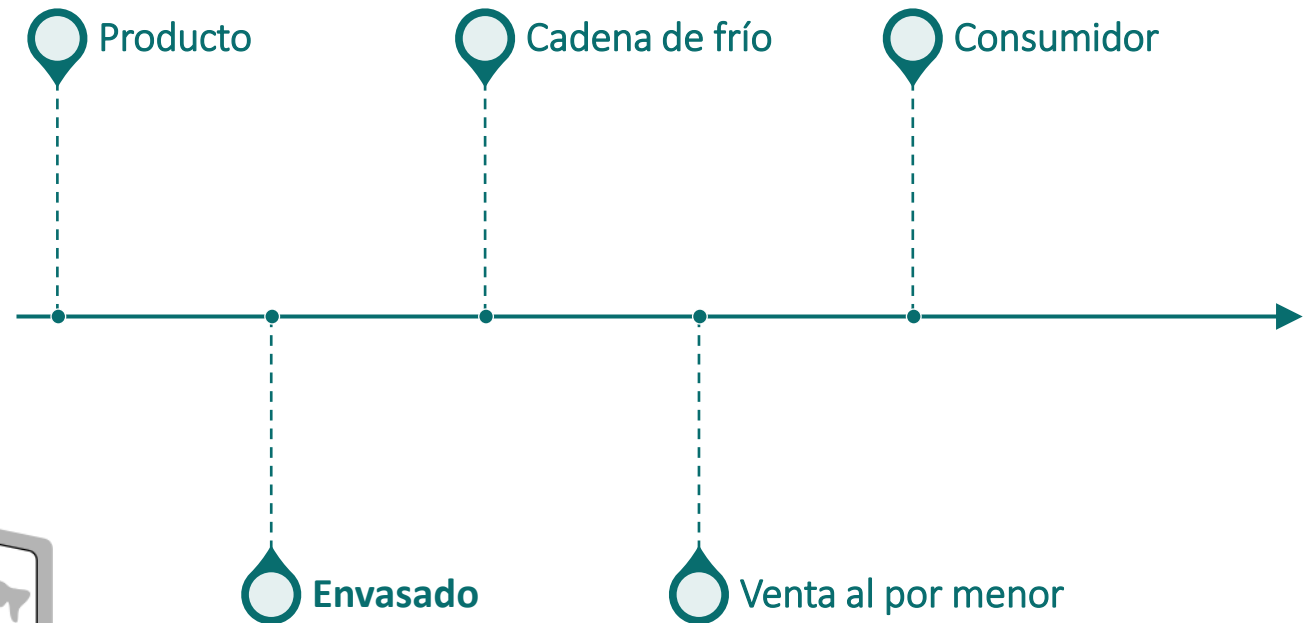 Producto
Cadena de frío
Consumidor
Envasado
Venta al por menor